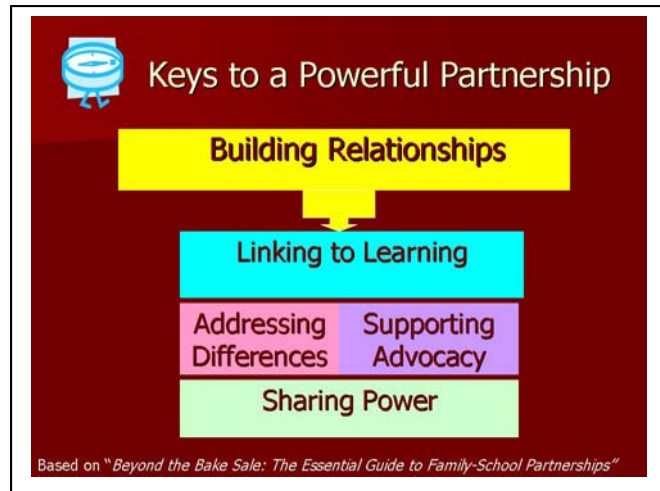 Keys to a Powerful Partnership
Building Relationships
Linking to Learning
Addressing
Differences
Supporting
Advocacy
Sharing Power
Based on “Beyond the Bake Sale: The Essential Guide to Family-School Partnerships”